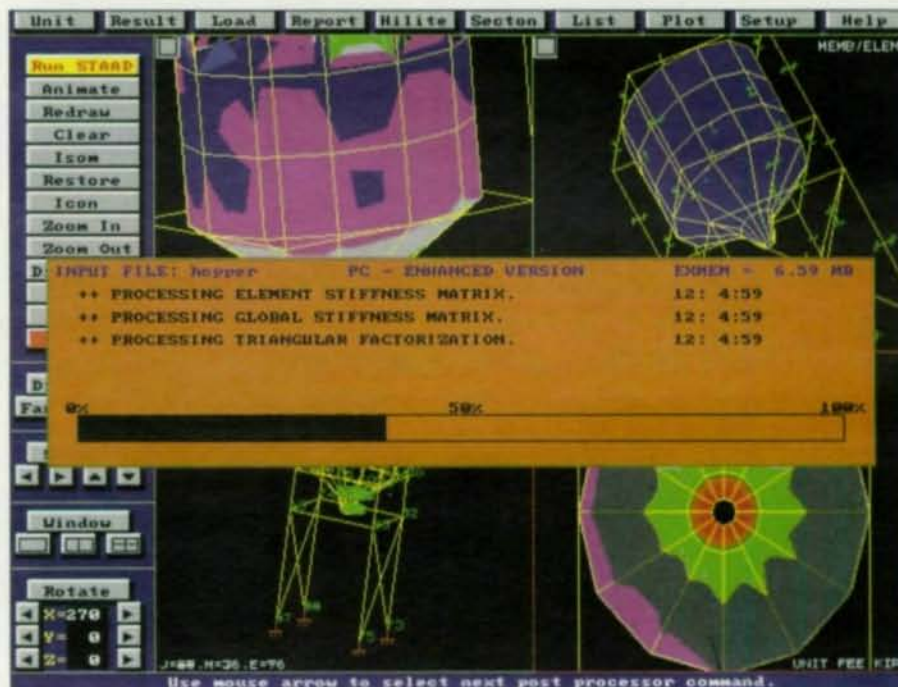 Unit Result Load Report Hilite Secton List Plot Setup Help
Run STAAD
MEMB/ELEM
Animate
Redraw
Clear
Isom
Restore
Icon
Zoom In
Zoom Out
INPUT FILE: hopper PC - ENHANCED VERSION EXMEM = 6.59 MB
++ PROCESSING ELEMENT STIFFNESS MATRIX. 12: 4:59
++ PROCESSING GLOBAL STIFFNESS MATRIX. 12: 4:59
++ PROCESSING TRIANGULAR FACTORIZATION. 12: 4:59
0% 50% 100%
Window
Rotate
X=270
Y= 0
Z= 0
M=36,E=96
UNIT FEE KIP
Use mouse arrow to select next post processor command.